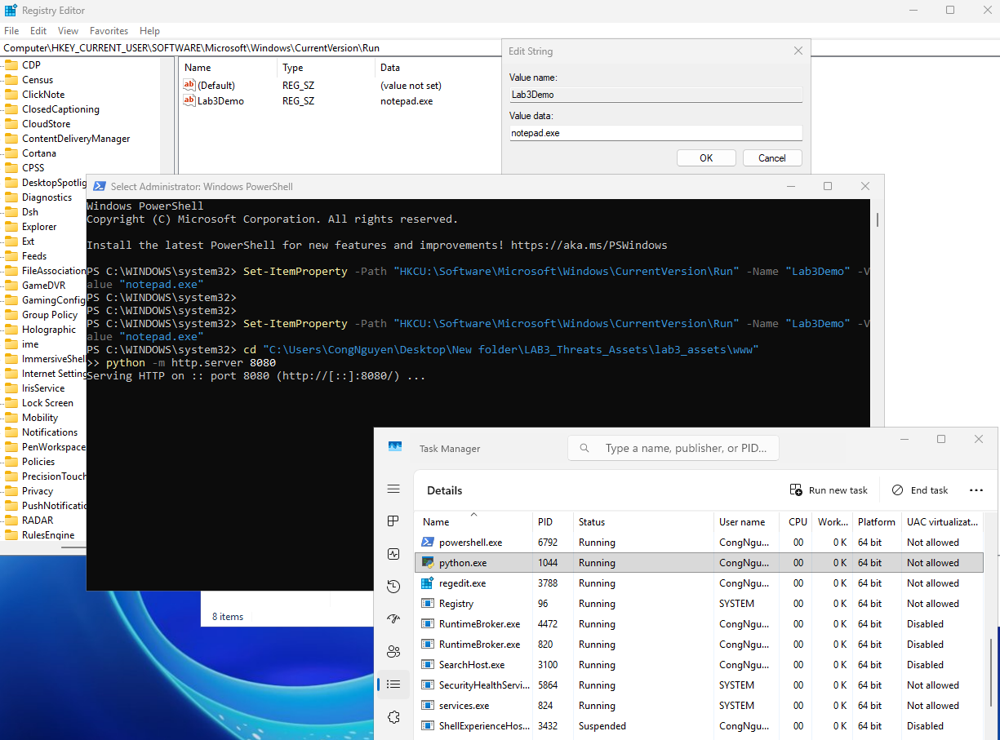 Registry Editor
File Edit View Favorites Help
Computer\HKEY_CURRENT_USER\SOFTWARE\Microsoft\Windows\CurrentVersion\Run
CDP
Census
ClickNote
ClosedCaptioning
CloudStore
ContentDeliveryManager
Cortana
CPSS
DesktopSpotlig
Diagnostics
Dsh
Explorer
Ext
Feeds
FileAssociation
GameDVR
GamingConfig
Group Policy
Holographic
ime
ImmersiveShell
Internet Setting
IrisService
Lock Screen
Mobility
Notifications
PenWorkspace
Policies
PrecisionTouch
Privacy
PushNotificatio
RADAR
RulesEngine
Name Type Data
(Default) REG_SZ (value not set)
Lab3Demo REG_SZ notepad.exe
Edit String
Value name:
Lab3Demo
Value data:
notepad.exe
OK Cancel
Select Administrator: Windows PowerShell
Windows PowerShell
Copyright (C) Microsoft Corporation. All rights reserved.
Install the latest PowerShell for new features and improvements! https://aka.ms/PSWindows
PS C:\WINDOWS\system32> Set-ItemProperty -Path "HKCU:\Software\Microsoft\Windows\CurrentVersion\Run" -Name "Lab3Demo" -V
alue "notepad.exe"
PS C:\WINDOWS\system32>
PS C:\WINDOWS\system32>
PS C:\WINDOWS\system32> Set-ItemProperty -Path "HKCU:\Software\Microsoft\Windows\CurrentVersion\Run" -Name "Lab3Demo" -V
alue "notepad.exe"
PS C:\WINDOWS\system32> cd "C:\Users\CongNguyen\Desktop\New folder\LAB3_Threats_Assets\lab3_assets\www"
>> python -m http.server 8080
Serving HTTP on :: port 8080 (http://[::]:8080/) ...
8 items
Task Manager
Type a name, publisher, or PID...
Details Run new task End task ...
Name PID Status User name CPU Work... Platform UAC virtualizat...
powershell.exe 6792 Running CongNgu... 00 0 K 64 bit Not allowed
python.exe 1044 Running CongNgu... 00 0 K 64 bit Not allowed
regedit.exe 3788 Running CongNgu... 00 0 K 64 bit Not allowed
Registry 96 Running SYSTEM 00 0 K 64 bit Not allowed
RuntimeBroker.exe 4472 Running CongNgu... 00 0 K 64 bit Disabled
RuntimeBroker.exe 820 Running CongNgu... 00 0 K 64 bit Disabled
SearchHost.exe 3100 Running CongNgu... 00 0 K 64 bit Disabled
SecurityHealthServi... 5864 Running SYSTEM 00 0 K 64 bit Not allowed
services.exe 824 Running SYSTEM 00 0 K 64 bit Not allowed
ShellExperienceHos... 3432 Suspended CongNgu... 00 0 K 64 bit Disabled